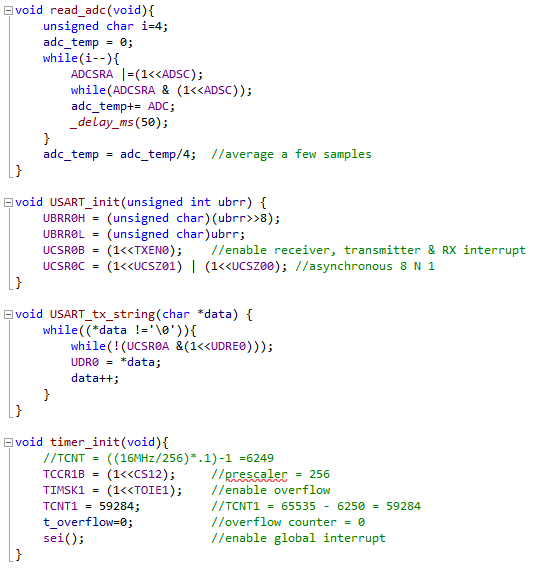 void read_adc(void){
unsigned char i=4;
adc_temp = 0;
while(i--){
ADCSRA |=(1<<ADSC);
while(ADCSRA & (1<<ADSC));
adc_temp+= ADC;
_delay_ms(50);
}
adc_temp = adc_temp/4;  //average a few samples
}
void USART_init(unsigned int ubrr) {
UBRR0H = (unsigned char)(ubrr>>8);
UBRR0L = (unsigned char)ubrr;
UCSR0B = (1<<TXEN0);    //enable receiver, transmitter & RX interrupt
UCSR0C = (1<<UCSZ01) | (1<<UCSZ00); //asynchronous 8 N 1
}
void USART_tx_string(char *data) {
while((*data !='\0')){
while(!(UCSR0A &(1<<UDRE0)));
UDR0 = *data;
data++;
}
}
void timer_init(void){
//TCNT = ((16MHz/256)*.1)-1 =6249
TCCR1B = (1<<CS12);     //prescaler = 256
TIMSK1 = (1<<TOIE1);    //enable overflow
TCNT1 = 59284;          //TCNT1 = 65535 - 6250 = 59284
t_overflow=0;           //overflow counter = 0
sei();                  //enable global interrupt
}